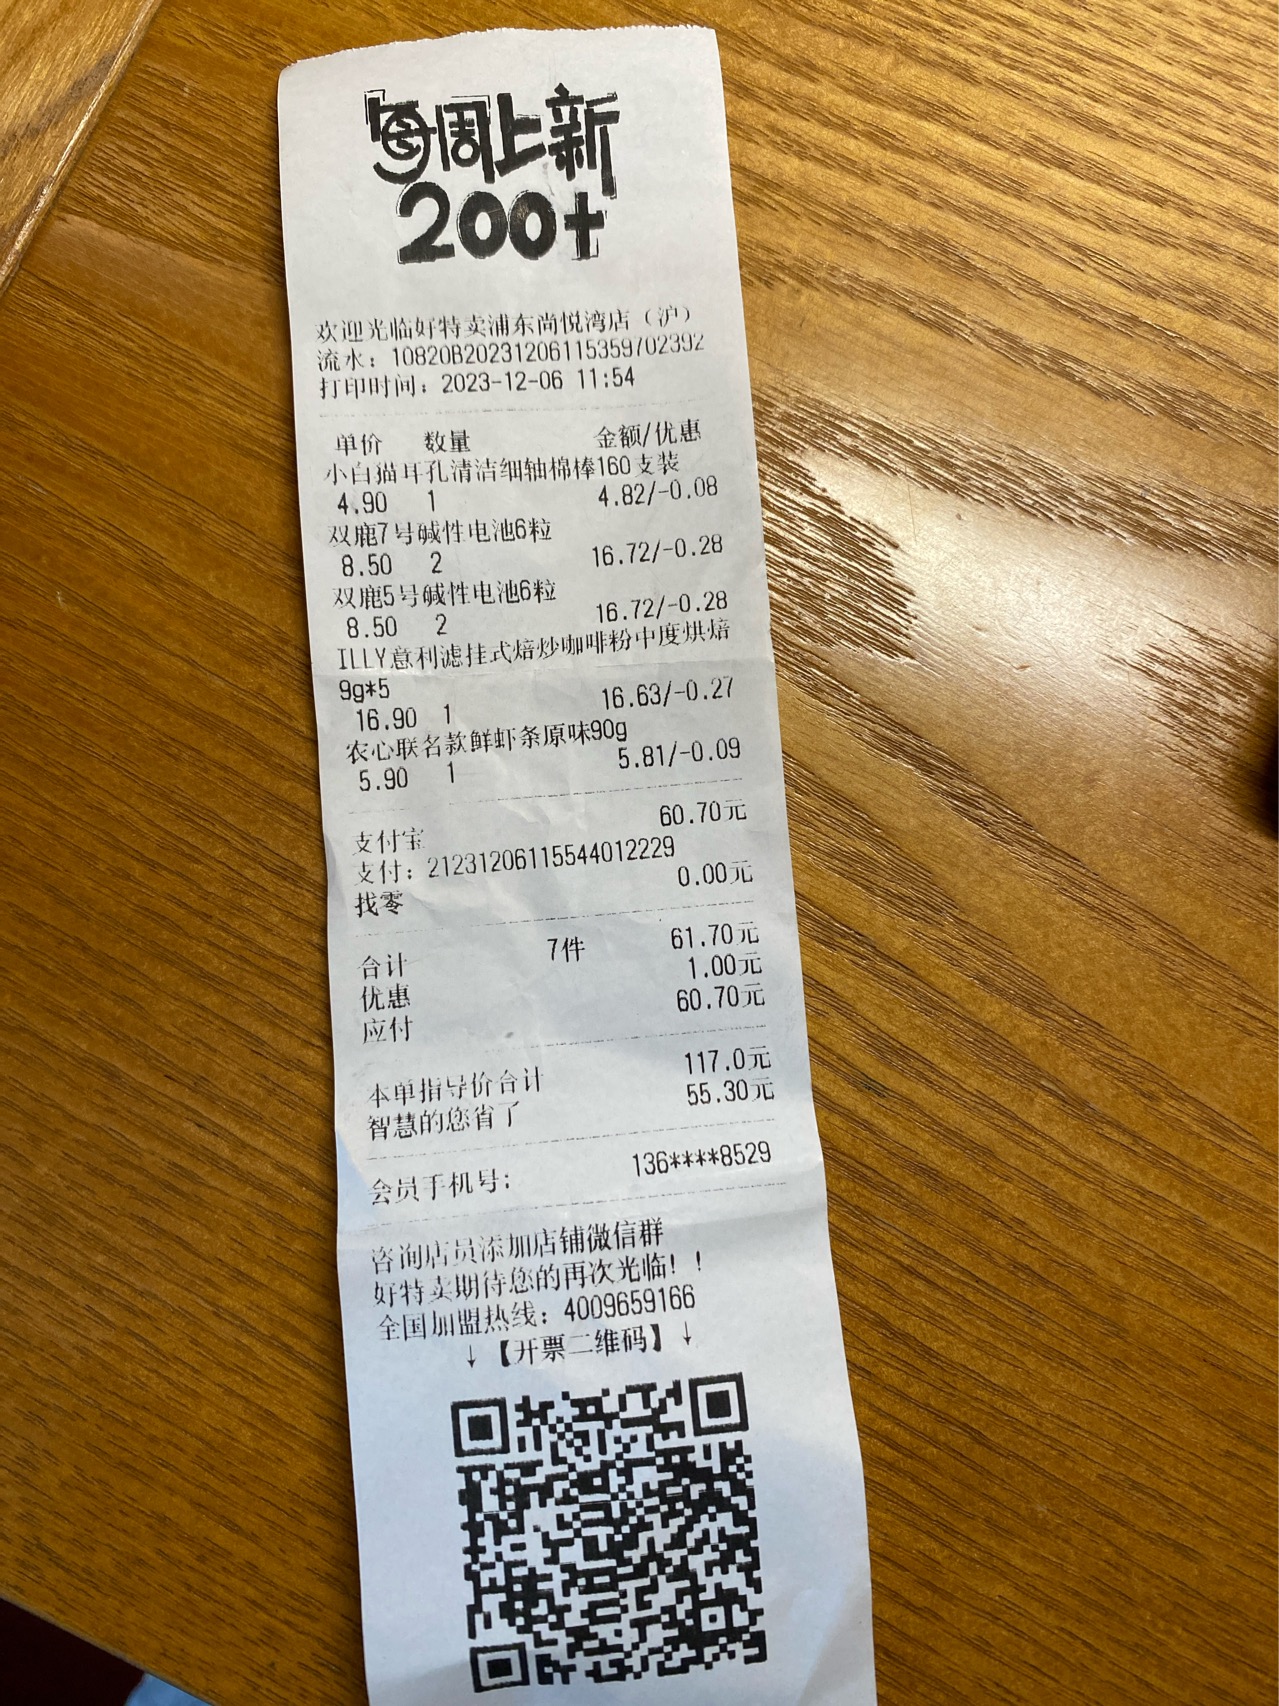 每周上新
200+
欢迎光临好特卖浦东尚悦湾店（沪）
流水：10820B20231206115359702392
打印时间：2023-12-06 11:54
单价 数量 金额/优惠
小白猫耳孔清洁细轴棉棒160支装
4.90 1 4.82/-0.08
双鹿7号碱性电池6粒
8.50 2 16.72/-0.28
双鹿5号碱性电池6粒
8.50 2 16.72/-0.28
ILLY意利滤挂式焙炒咖啡粉中度烘焙
9g*5
16.90 1 16.63/-0.27
农心联名款鲜虾条原味90g
5.90 1 5.81/-0.09
支付宝 60.70元
支付：21231206115544012229
找零 0.00元
合计 7件 61.70元
优惠 1.00元
应付 60.70元
本单指导价合计 117.0元
智慧的您省了 55.30元
会员手机号： 136****8529
咨询店员添加店铺微信群
好特卖期待您的再次光临！！
全国加盟热线：4009659166
↓【开票二维码】↓